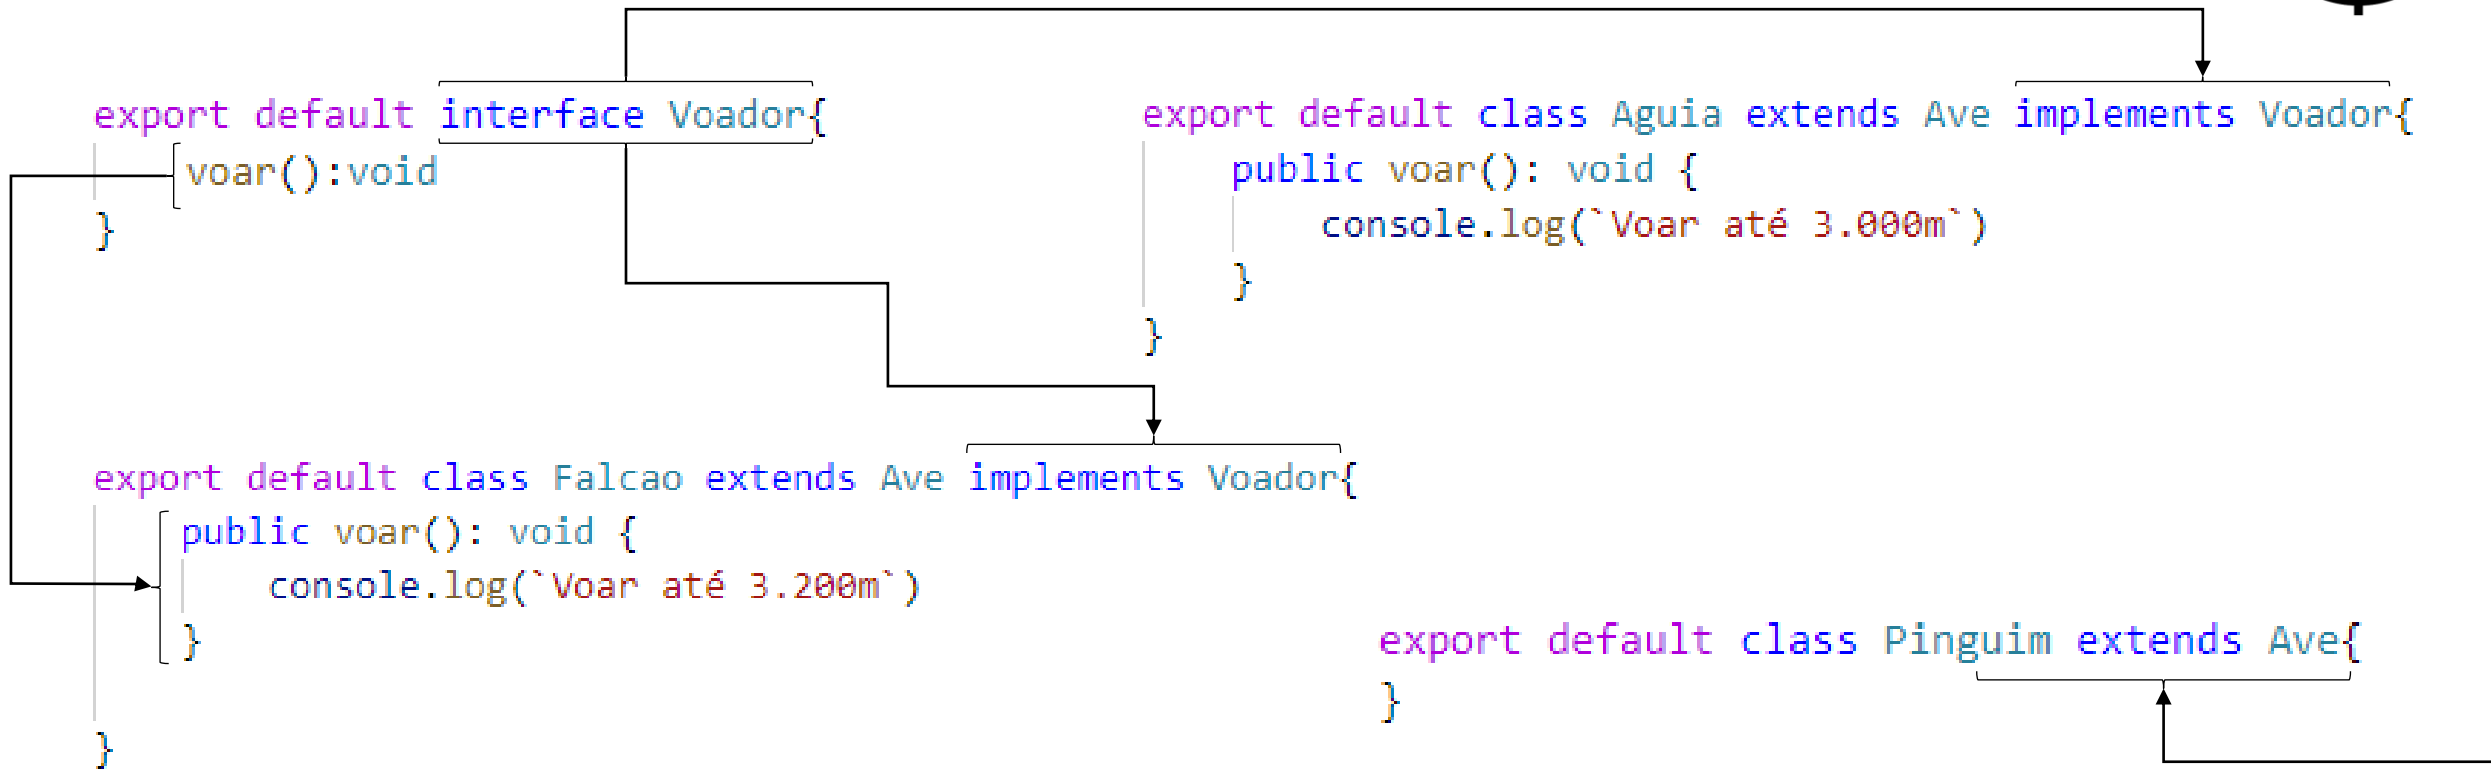 export default interface Voador{
voar():void
}
export default class Aguia extends Ave implements Voador{
public voar(): void {
console.log(`Voar até 3.000m`)
}
}
export default class Falcao extends Ave implements Voador{
public voar(): void {
console.log(`Voar até 3.200m`)
}
}
export default class Pinguim extends Ave{
}